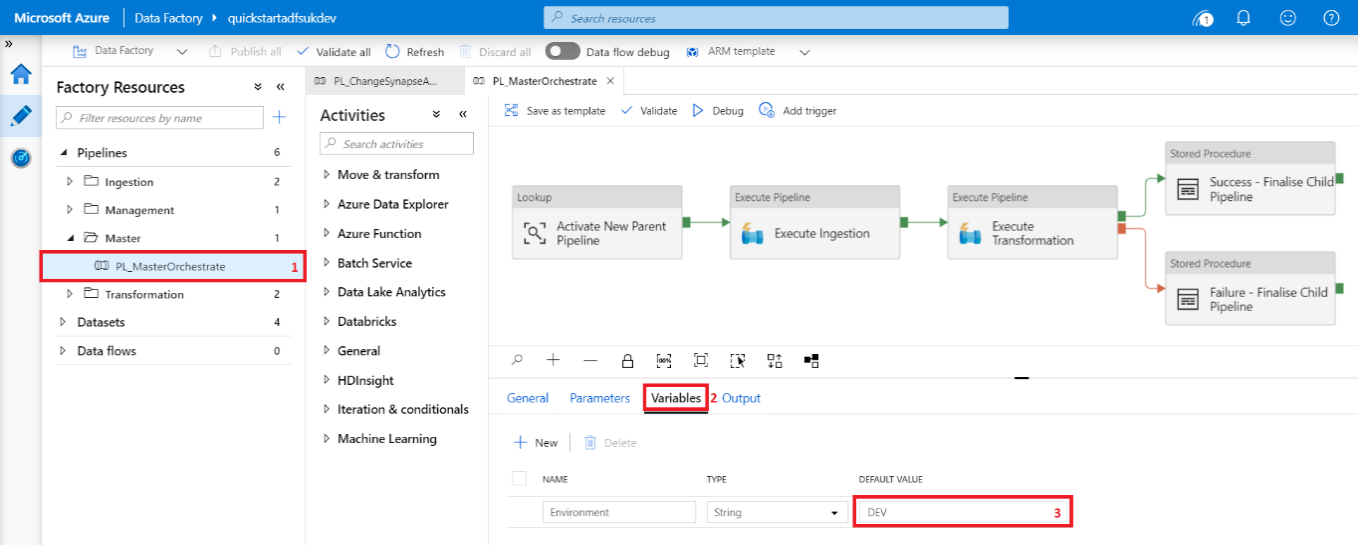 Microsoft Azure
Data Factory
quickstartadfsukdev
Search resources
1
?
»
Data Factory
Publish all
Validate all
Refresh
Discard all
Data flow debug
ARM template
Factory Resources
«
Filter resources by name
Pipelines 6
Ingestion 2
Management 1
Master 1
PL_MasterOrchestrate 1
Transformation 2
Datasets 4
Data flows 0
PL_ChangeSynapseA...
PL_MasterOrchestrate
Activities
«
Search activities
Move & transform
Azure Data Explorer
Azure Function
Batch Service
Data Lake Analytics
Databricks
General
HDInsight
Iteration & conditionals
Machine Learning
Save as template
Validate
Debug
Add trigger
Lookup
Activate New Parent
Pipeline
Execute Pipeline
Execute Ingestion
Execute Pipeline
Execute
Transformation
Stored Procedure
Success - Finalise Child
Pipeline
Stored Procedure
Failure - Finalise Child
Pipeline
100%
General
Parameters
Variables 2
Output
New
Delete
NAME TYPE DEFAULT VALUE
Environment String DEV 3